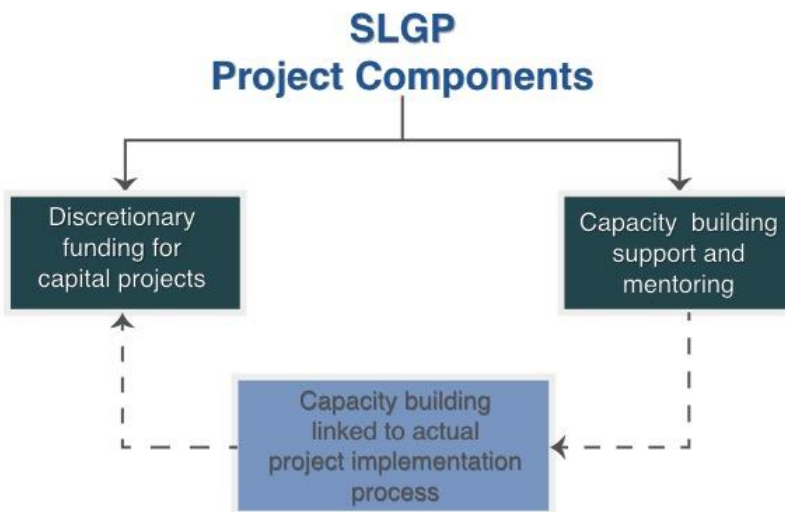 SLGP
Project Components
Discretionary
funding for
capital projects
Capacity building
support and
mentoring
Capacity building
linked to actual
project implementation
process